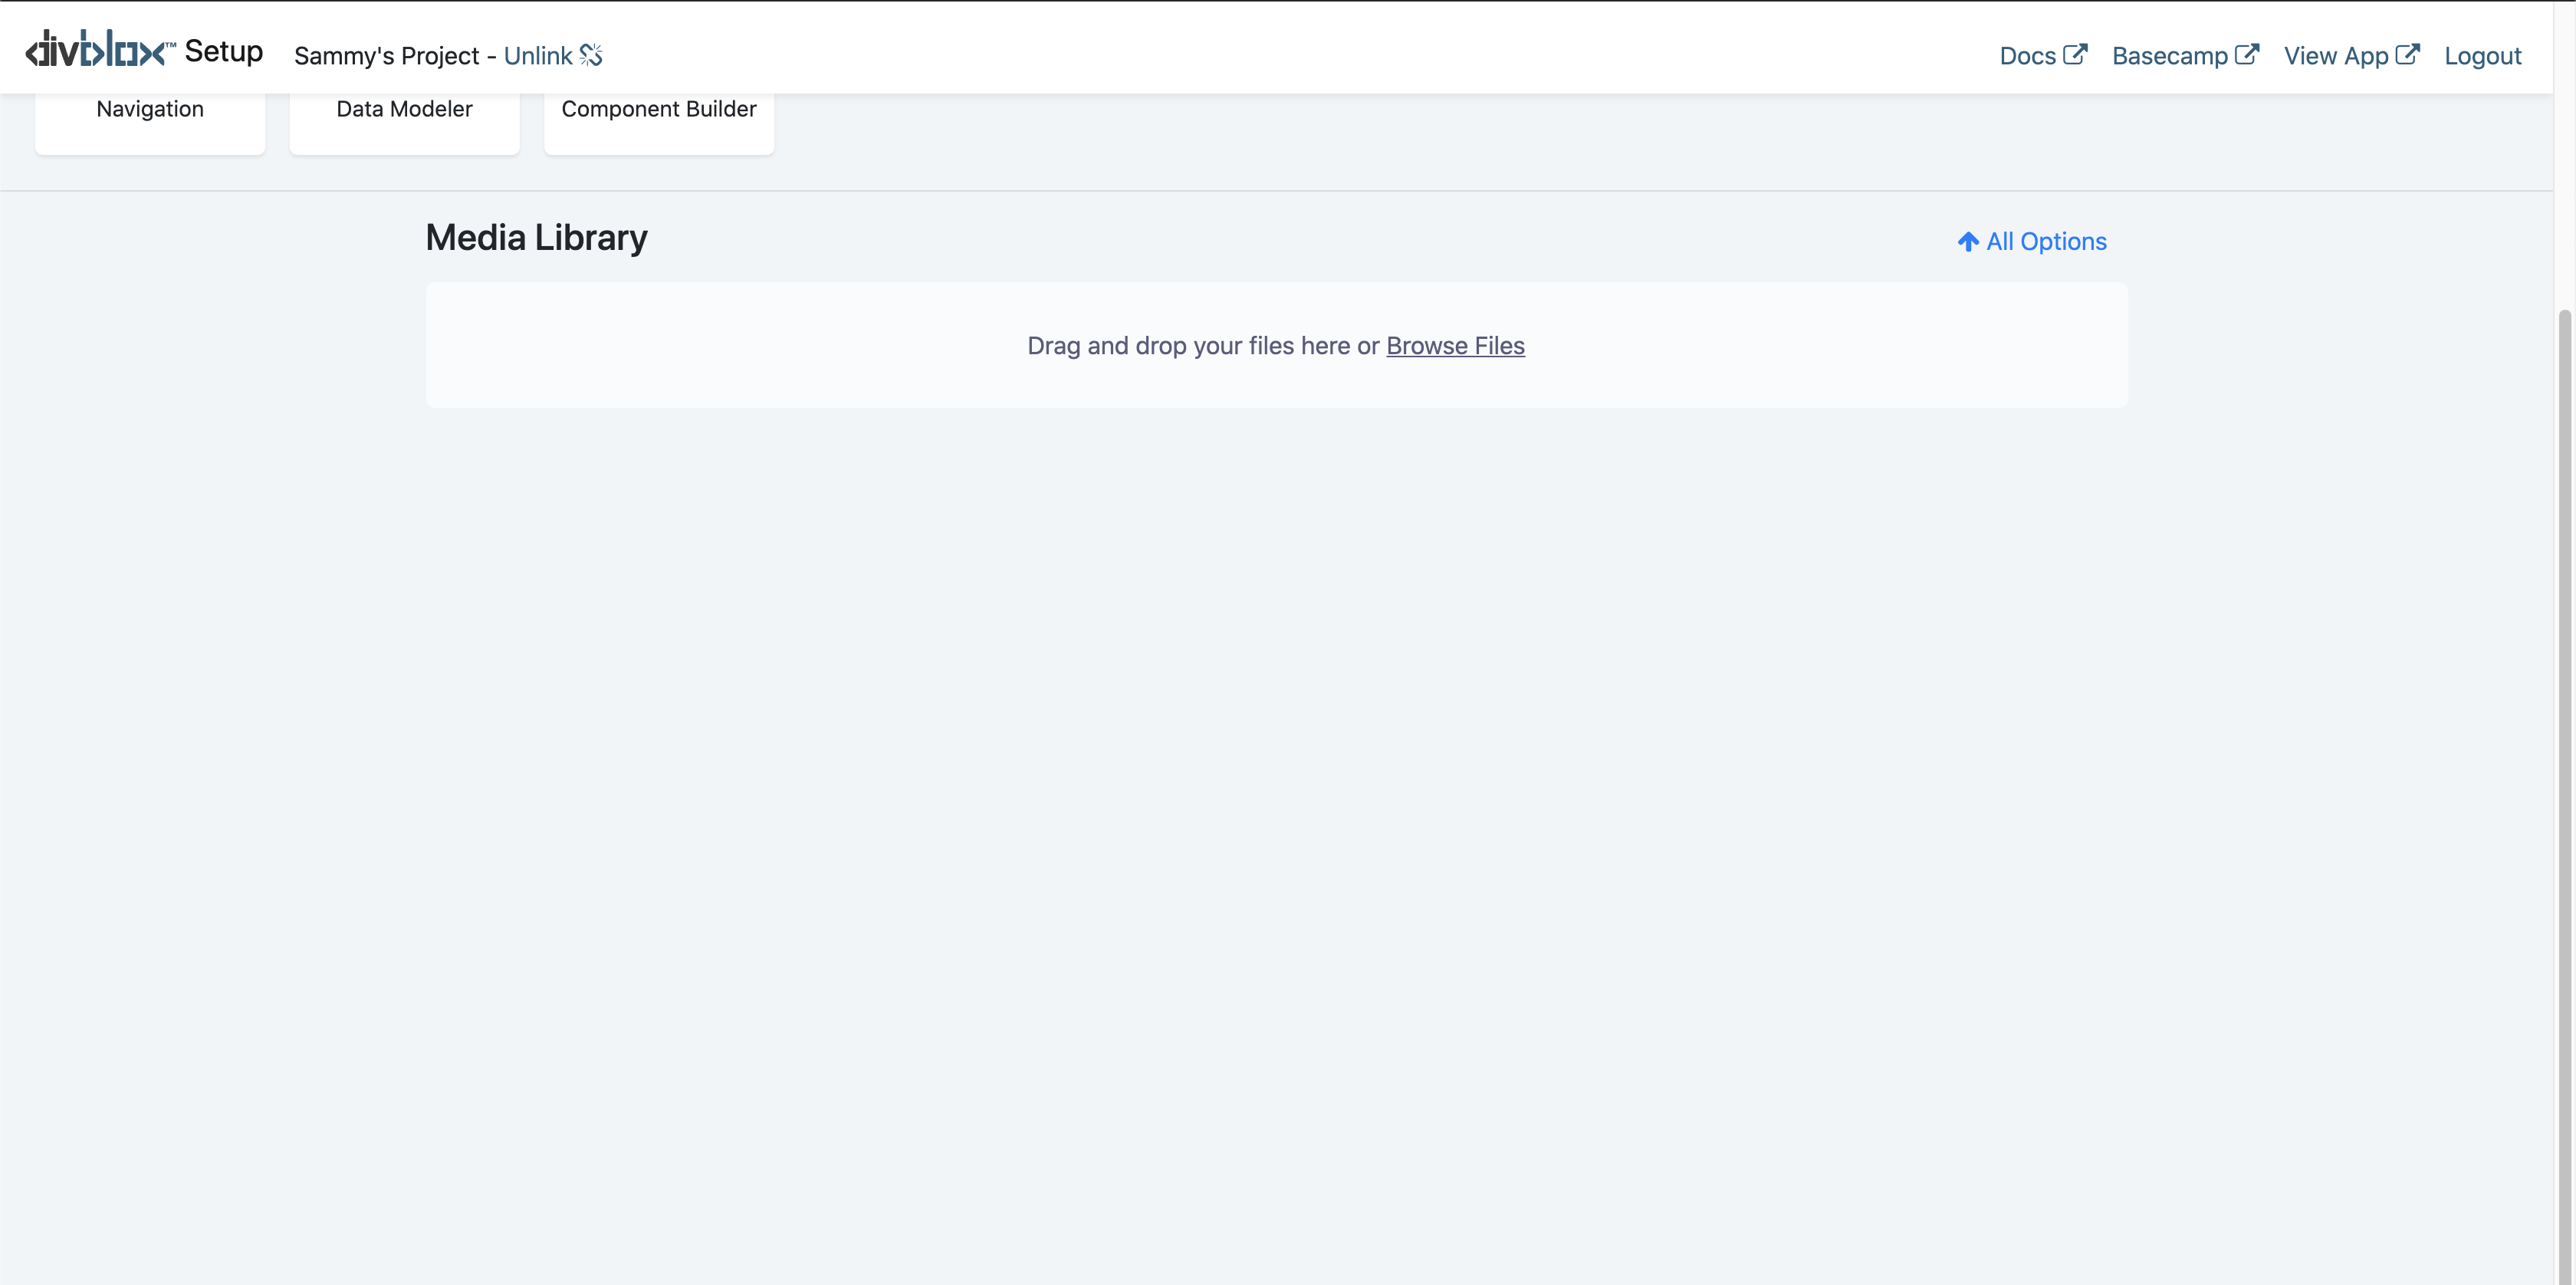 divblox™ Setup Sammy's Project - Unlink Docs Basecamp View App Logout
Navigation Data Modeler Component Builder
Media Library All Options
Drag and drop your files here or Browse Files